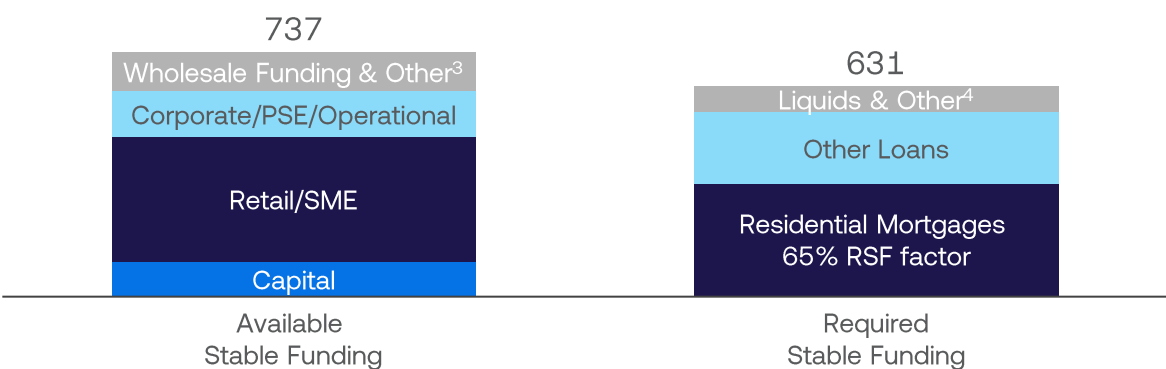 737
Wholesale Funding & Other³
Corporate/PSE/Operational
Retail/SME
Capital
Available
Stable Funding
631
Liquids & Other⁴
Other Loans
Residential Mortgages
65% RSF factor
Required
Stable Funding